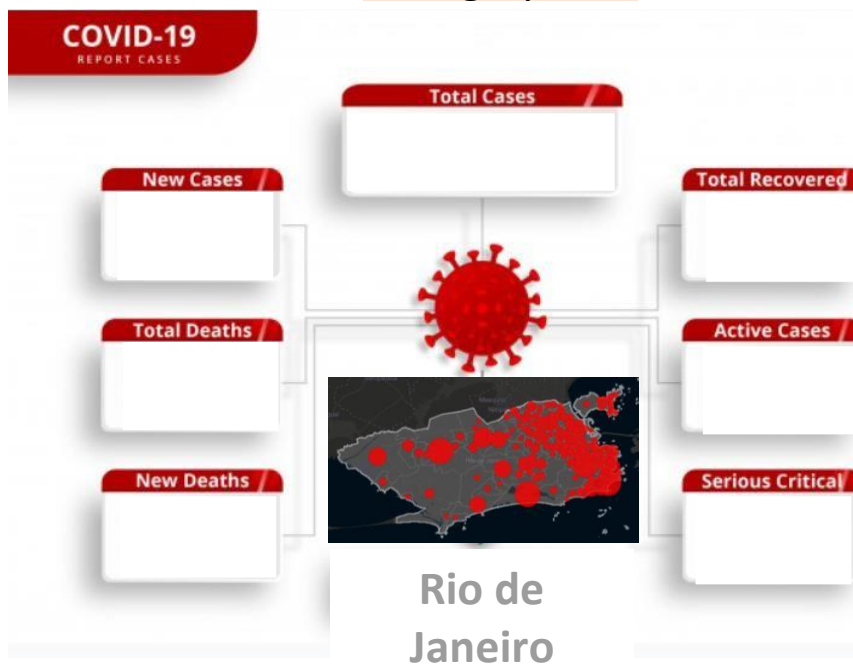 COVID-19
REPORT CASES
Total Cases
New Cases
Total Recovered
Total Deaths
Active Cases
New Deaths
Serious Critical
Rio de
Janeiro